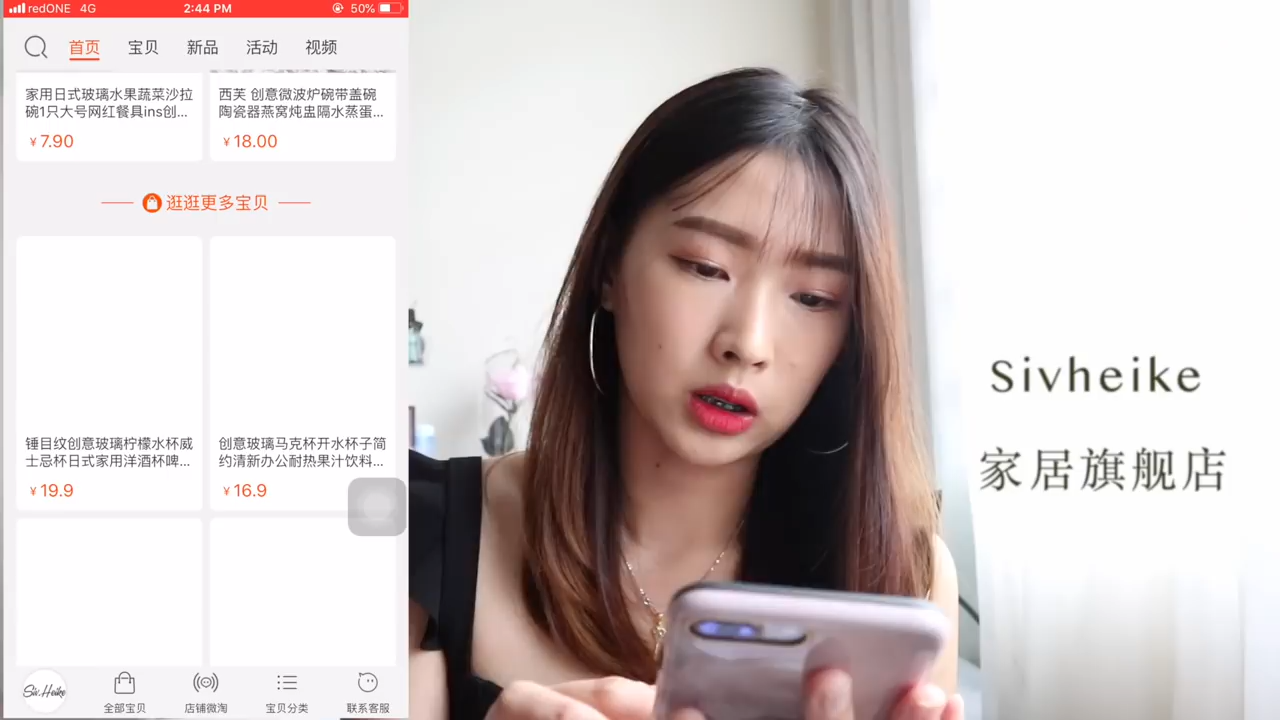 redONE 4G 2:44 PM 50%
首页 宝贝 新品 活动 视频
家用日式玻璃水果蔬菜沙拉
碗1只大号网红餐具ins创...
¥7.90
西芙 创意微波炉碗带盖碗
陶瓷器燕窝炖盅隔水蒸蛋...
¥18.00
逛逛更多宝贝
锤目纹创意玻璃柠檬水杯威
士忌杯日式家用洋酒杯啤...
¥19.9
创意玻璃马克杯开水杯子简
约清新办公耐热果汁饮料...
¥16.9
Siv.Heike
全部宝贝 店铺微淘 宝贝分类 联系客服
Sivheike
家居旗舰店